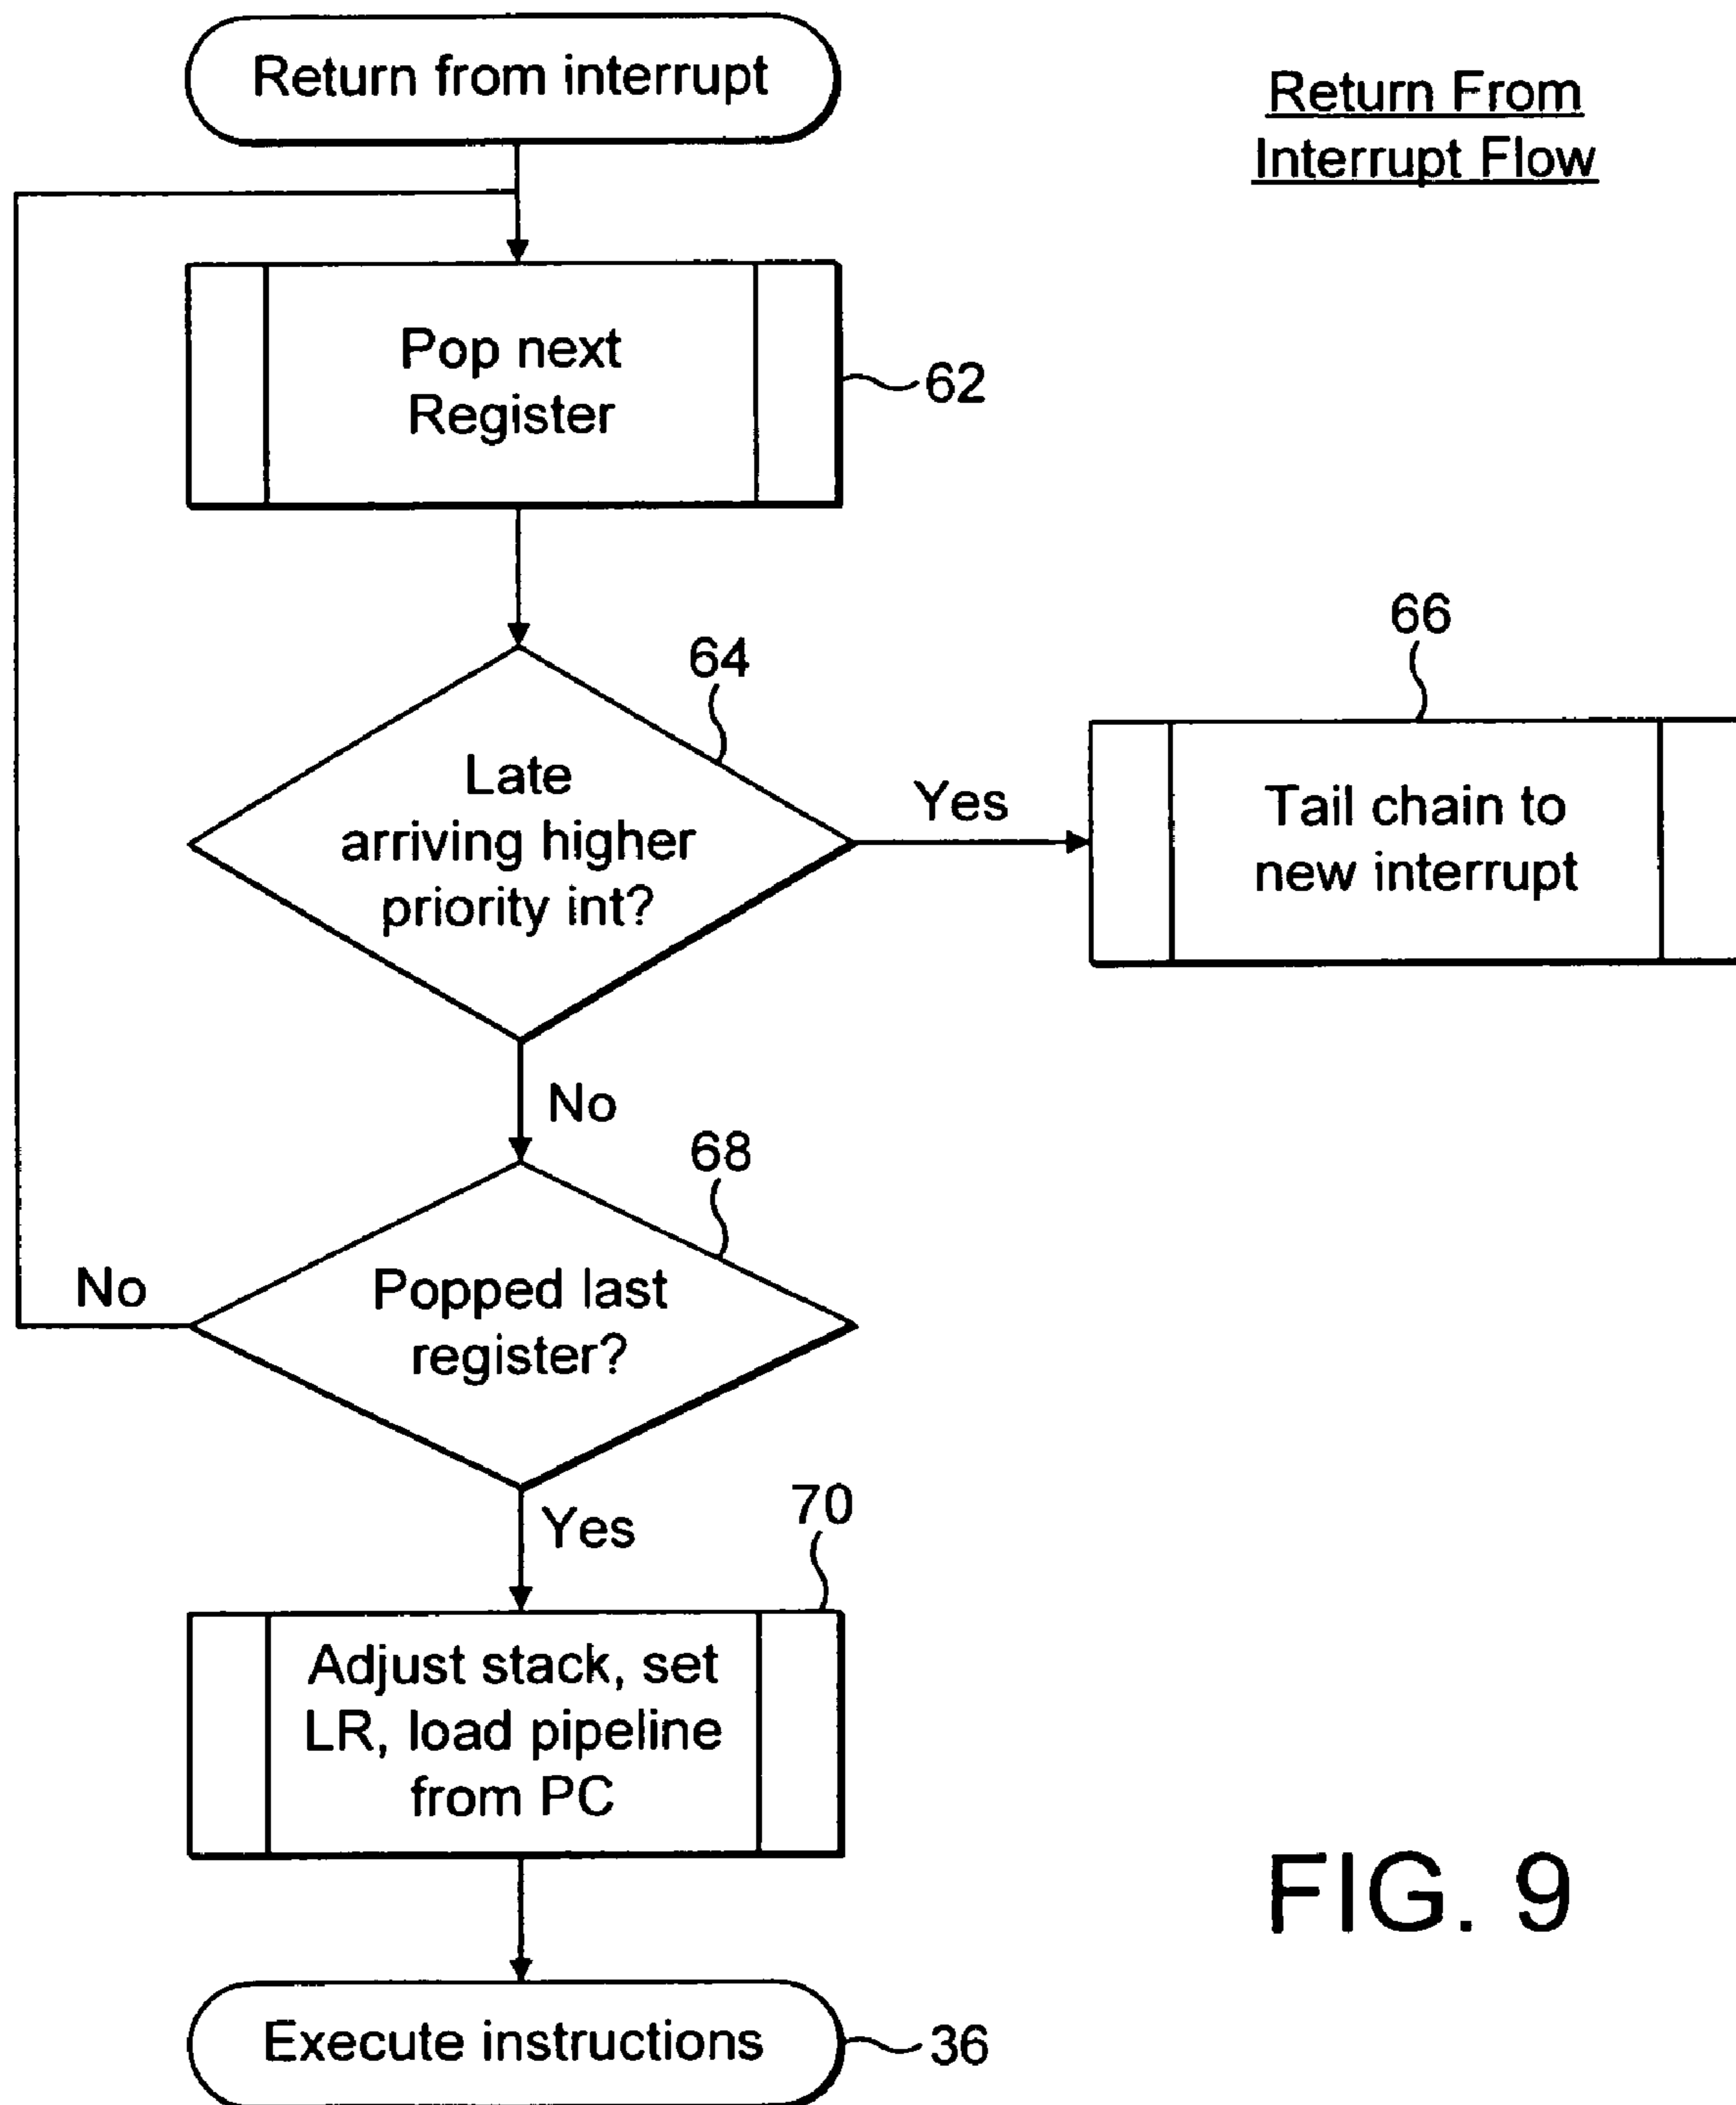 Return from interrupt
Return From
Interrupt Flow
Pop next
Register
62
64
Late
arriving higher
priority int?
Yes
66
Tail chain to
new interrupt
No
68
Popped last
register?
No
Yes
70
Adjust stack, set
LR, load pipeline
from PC
Execute instructions
36
FIG. 9